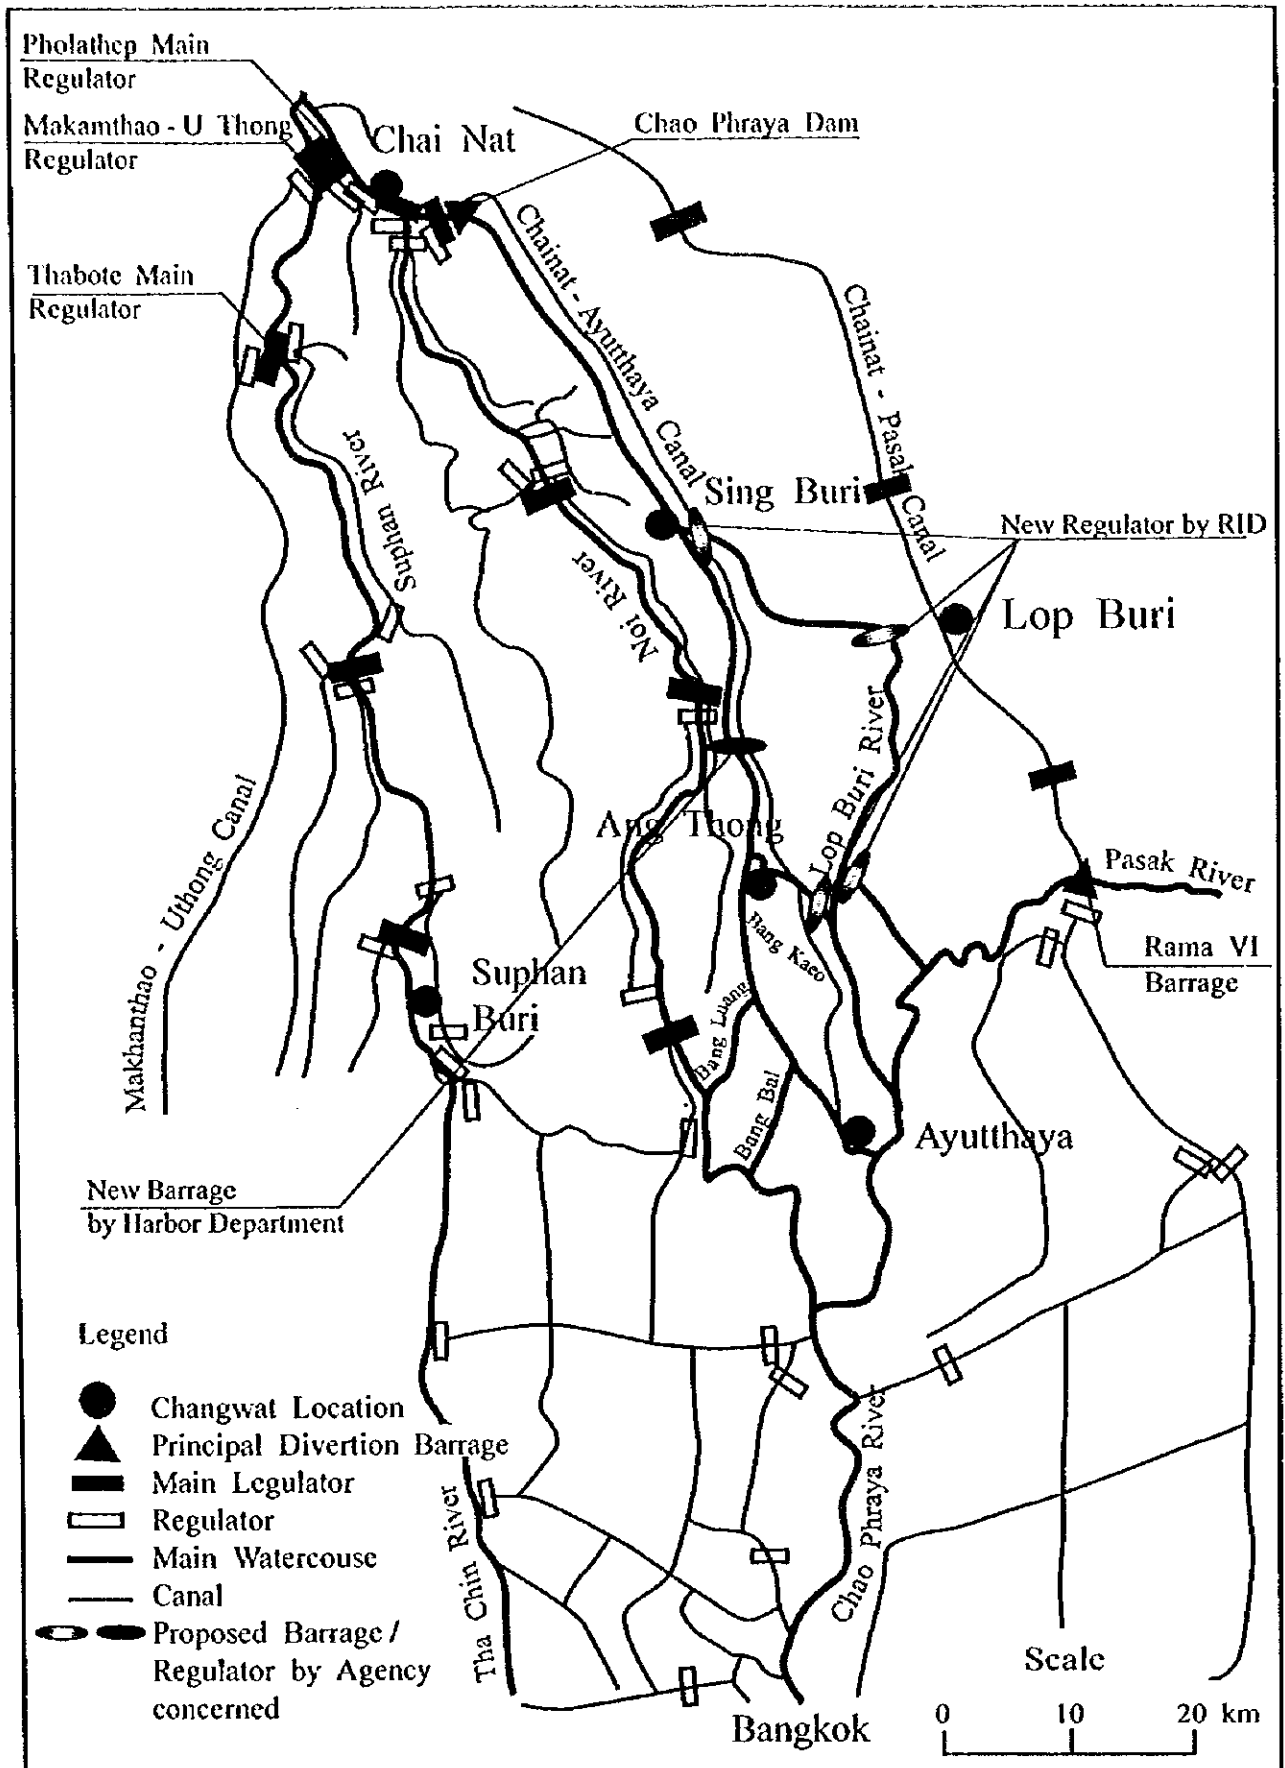 Pholathep Main
Regulator
Makamthao - U Thong
Regulator
Chai Nat
Chao Phraya Dam
Thabote Main
Regulator
Chainat - Ayutthaya Canal
Chainat - Pasak Canal
Suphan River
Sing Buri
New Regulator by RID
Noi River
Lop Buri
Lop Buri River
Makhanthao - Uthong Canal
Ang Thong
Pasak River
Bang Kaeo
Rama VI
Barrage
Suphan
Buri
Bang Luang
Bang Bal
Ayutthaya
New Barrage
by Harbor Department
Legend
Changwat Location
Principal Divertion Barrage
Main Legulator
Regulator
Main Watercouse
Canal
Proposed Barrage /
Regulator by Agency
concerned
Tha Chin River
Chao Phraya River
Bangkok
Scale
0 10 20 km